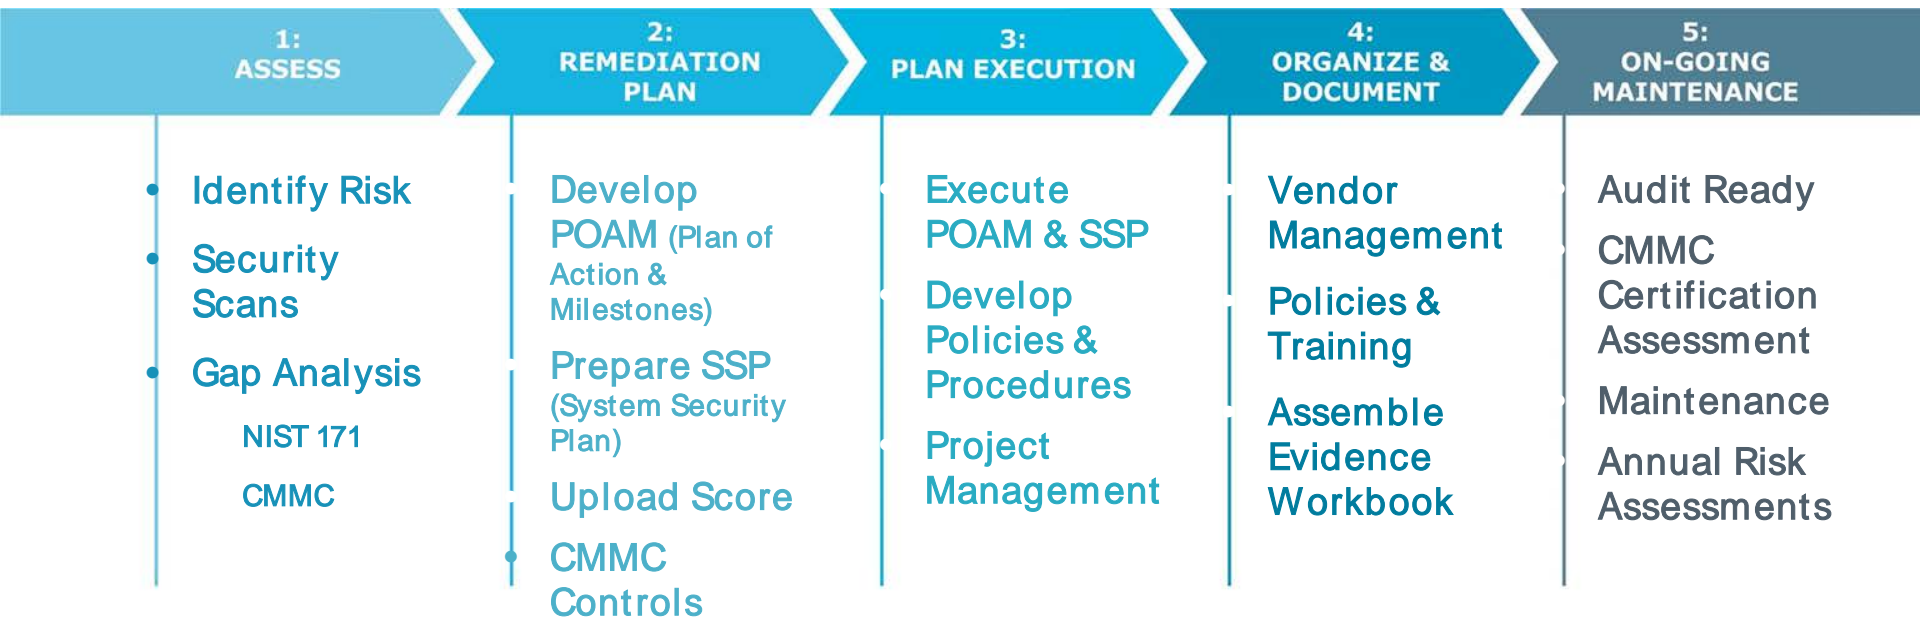 1:
ASSESS
2:
REMEDIATION
PLAN
3:
PLAN EXECUTION
4:
ORGANIZE &
DOCUMENT
5:
ON-GOING
MAINTENANCE
• Identify Risk
• Security
Scans
• Gap Analysis
NIST 171
CMMC
Develop
POAM (Plan of
Action &
Milestones)
Prepare SSP
(System Security
Plan)
Upload Score
• CMMC
Controls
Execute
POAM & SSP
Develop
Policies &
Procedures
Project
Management
Vendor
Management
Policies &
Training
Assemble
Evidence
Workbook
Audit Ready
CMMC
Certification
Assessment
Maintenance
Annual Risk
Assessments